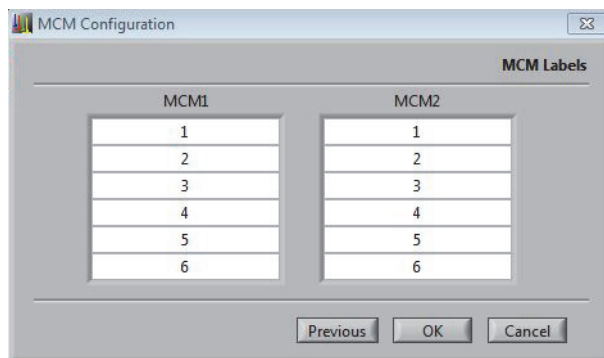 MCM Configuration
MCM Labels
MCM1 MCM2
1 1
2 2
3 3
4 4
5 5
6 6
Previous OK Cancel